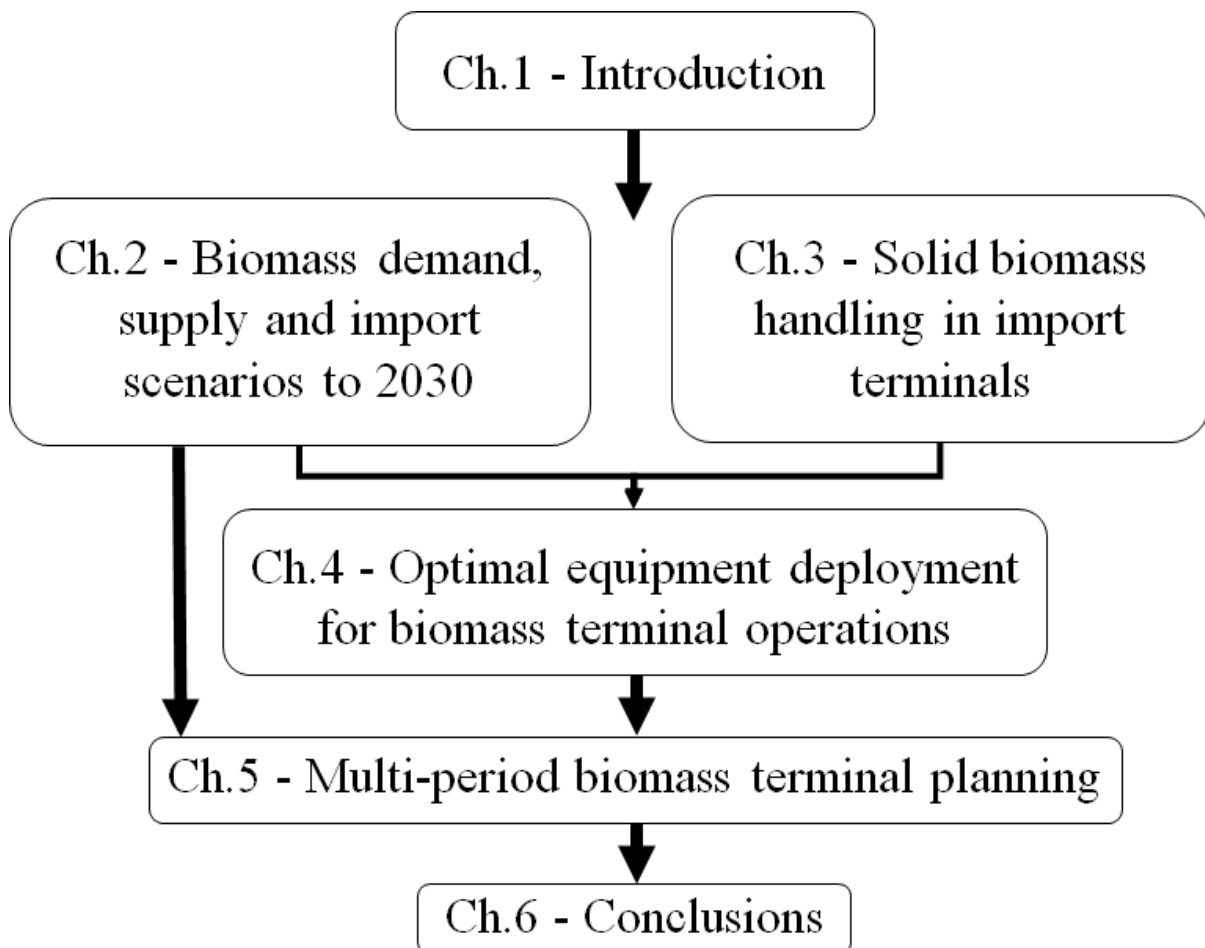 Ch.1 - Introduction
Ch.2 - Biomass demand,
supply and import
scenarios to 2030
Ch.3 - Solid biomass
handling in import
terminals
Ch.4 - Optimal equipment deployment
for biomass terminal operations
Ch.5 - Multi-period biomass terminal planning
Ch.6 - Conclusions